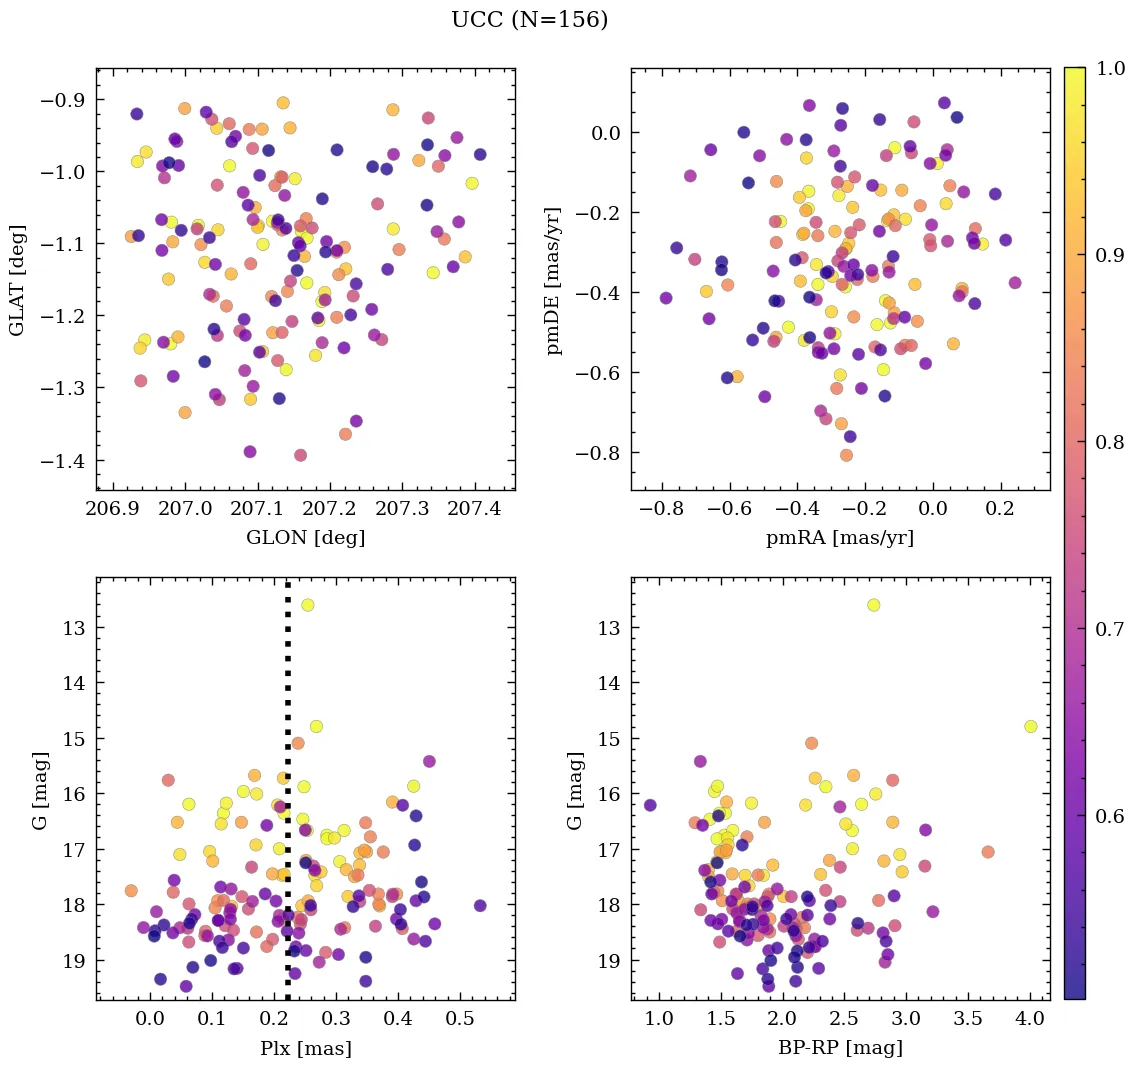 UCC (N=156)
−0.9
−1.0
−1.1
−1.2
−1.3
−1.4
GLAT [deg]
206.9 207.0 207.1 207.2 207.3 207.4
GLON [deg]
0.0
−0.2
−0.4
−0.6
−0.8
pmDE [mas/yr]
−0.8 −0.6 −0.4 −0.2 0.0 0.2
pmRA [mas/yr]
13
14
15
16
17
18
19
G [mag]
0.0 0.1 0.2 0.3 0.4 0.5
Plx [mas]
13
14
15
16
17
18
19
G [mag]
1.0 1.5 2.0 2.5 3.0 3.5 4.0
BP-RP [mag]
1.0
0.9
0.8
0.7
0.6